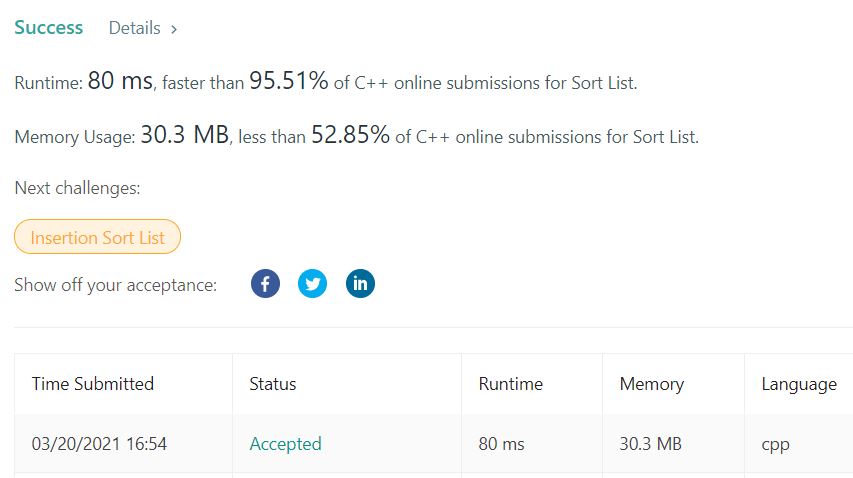 Success Details >
Runtime: 80 ms, faster than 95.51% of C++ online submissions for Sort List.
Memory Usage: 30.3 MB, less than 52.85% of C++ online submissions for Sort List.
Next challenges:
Insertion Sort List
Show off your acceptance: f in
Time Submitted Status Runtime Memory Language
03/20/2021 16:54 Accepted 80 ms 30.3 MB cpp